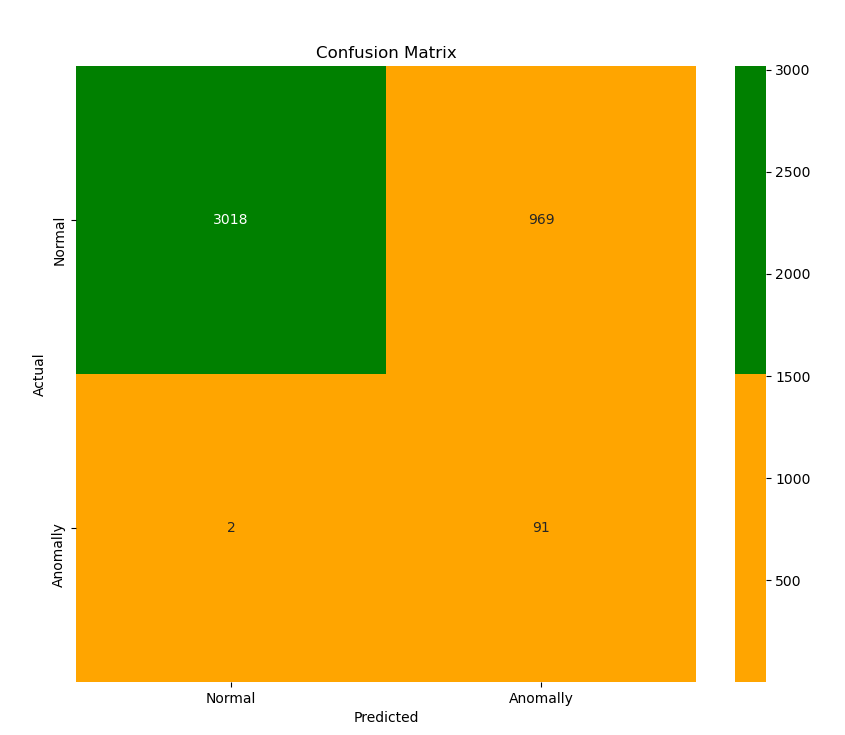 Confusion Matrix
3000
2500
2000
1500
1000
500
Actual
Normal
3018
969
Anomally
2
91
Normal
Anomally
Predicted